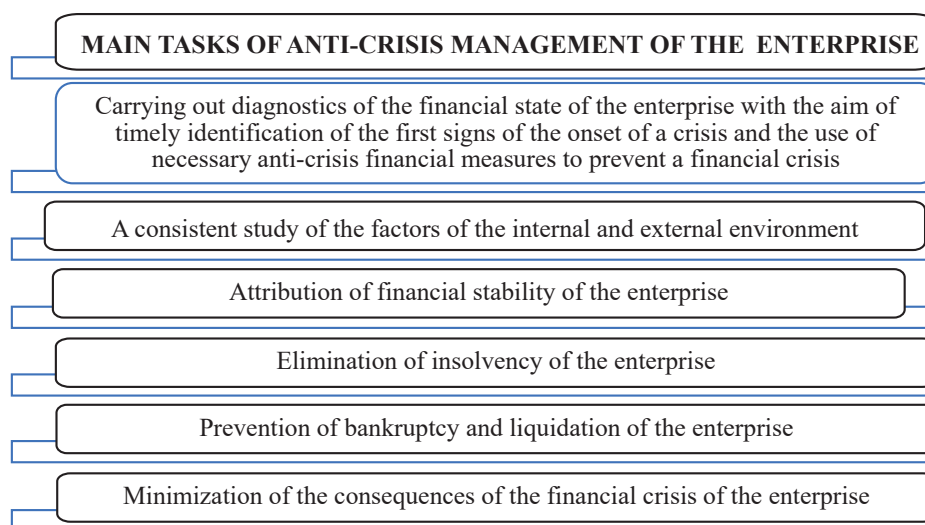 MAIN TASKS OF ANTI-CRISIS MANAGEMENT OF THE ENTERPRISE
Carrying out diagnostics of the financial state of the enterprise with the aim of
timely identification of the first signs of the onset of a crisis and the use of
necessary anti-crisis financial measures to prevent a financial crisis
A consistent study of the factors of the internal and external environment
Attribution of financial stability of the enterprise
Elimination of insolvency of the enterprise
Prevention of bankruptcy and liquidation of the enterprise
Minimization of the consequences of the financial crisis of the enterprise